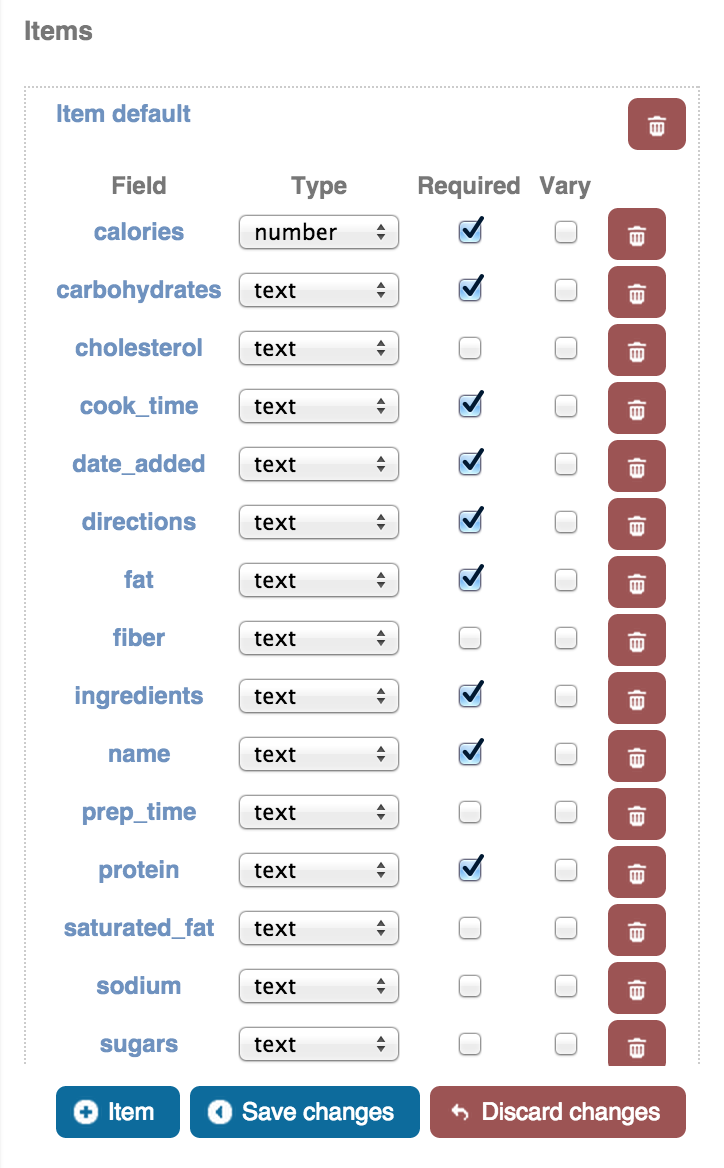 Items
Item default
Field Type Required Vary
calories number
carbohydrates text
cholesterol text
cook_time text
date_added text
directions text
fat text
fiber text
ingredients text
name text
prep_time text
protein text
saturated_fat text
sodium text
sugars text
Item Save changes Discard changes